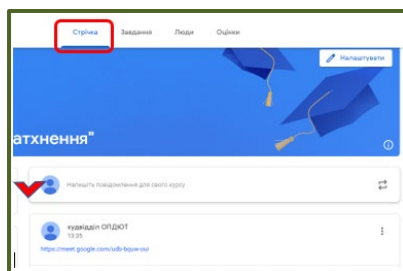 Стрічка Завдання Люди Оцінки
Налаштувати
атхнення"
Напишіть повідомлення для свого курсу
худвідділ ОПДЮТ
13:35
https://meet.google.com/udb-bquw-oui